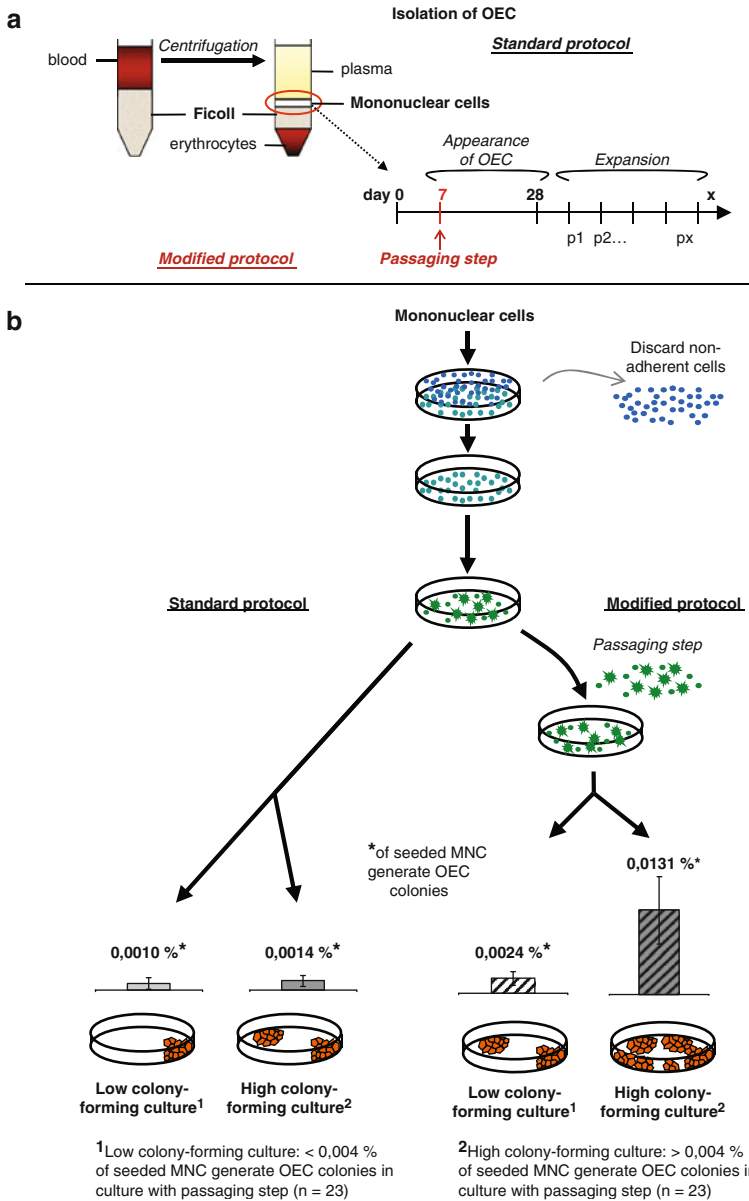 a
Isolation of OEC
Centrifugation
Standard protocol
blood
plasma
Ficoll
Mononuclear cells
erythrocytes
Appearance
of OEC
Expansion
day 0 7 28 x
p1 p2... px
Modified protocol
Passaging step
b
Mononuclear cells
Discard non-
adherent cells
Standard protocol
Modified protocol
Passaging step
*of seeded MNC
generate OEC
colonies
0,0131 %*
0,0010 %*
0,0014 %*
0,0024 %*
Low colony-
forming culture1
High colony-
forming culture2
Low colony-
forming culture1
High colony-
forming culture2
1Low colony-forming culture: < 0,004 %
of seeded MNC generate OEC colonies in
culture with passaging step (n = 23)
2High colony-forming culture: > 0,004 %
of seeded MNC generate OEC colonies in
culture with passaging step (n = 23)